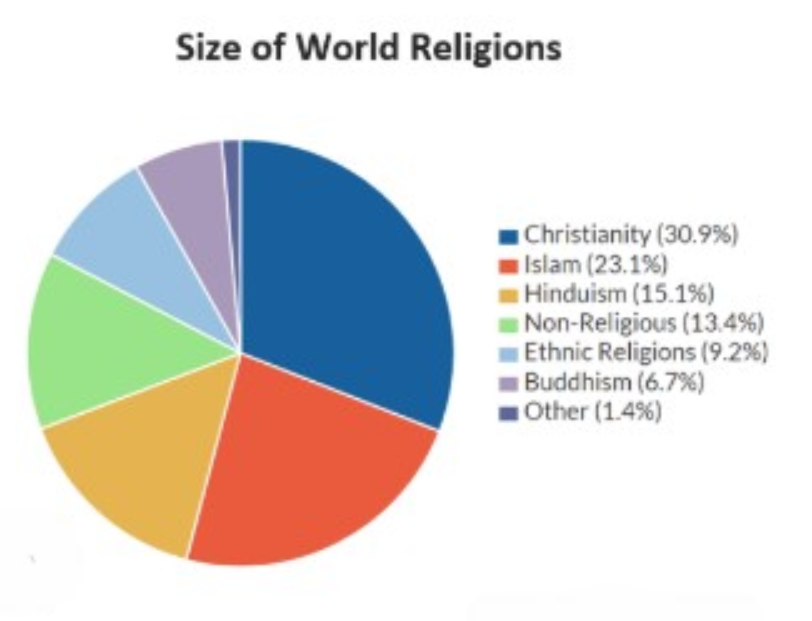 Size of World Religions
Christianity (30.9%)
Islam (23.1%)
Hinduism (15.1%)
Non-Religious (13.4%)
Ethnic Religions (9.2%)
Buddhism (6.7%)
Other (1.4%)